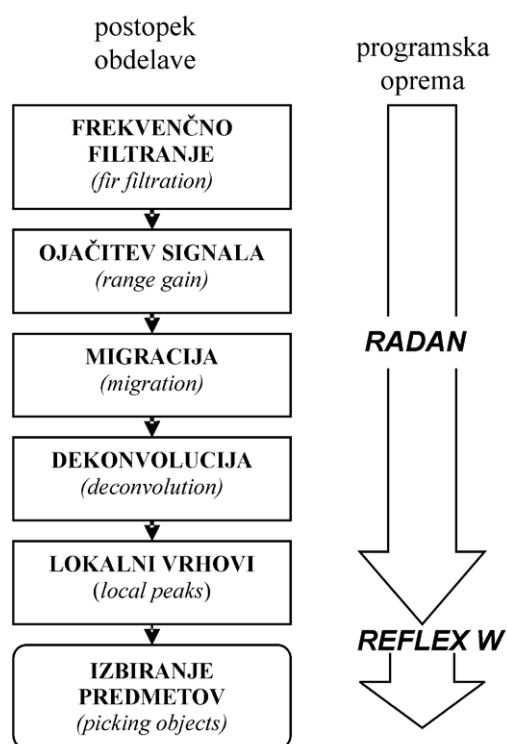 postopek
obdelave
programska
oprema
FREKVENČNO
FILTRANJE
(fir filtration)
OJAČITEV SIGNALA
(range gain)
MIGRACIJA
(migration)
DEKONVOLUCIJA
(deconvolution)
LOKALNI VRHOVI
(local peaks)
IZBIRANJE
PREDMETOV
(picking objects)
RADAN
REFLEX W